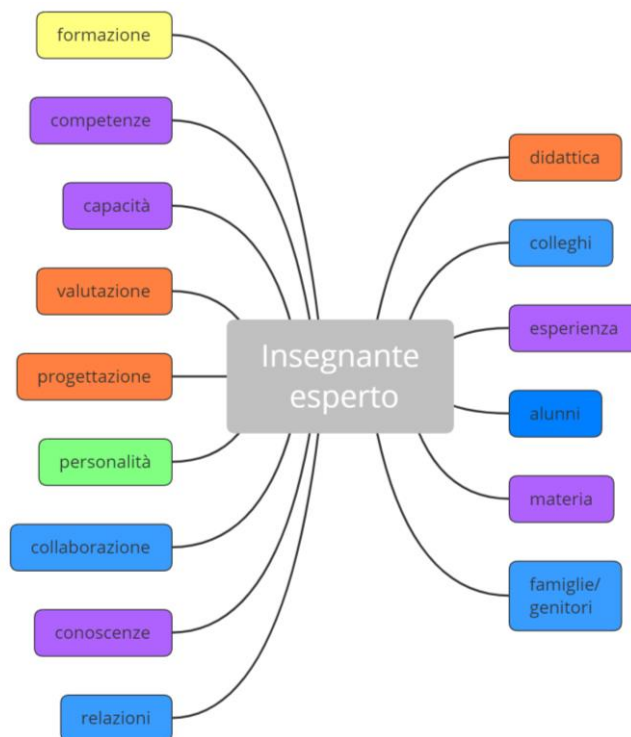 formazione
competenze
capacità
valutazione
progettazione
personalità
collaborazione
conoscenze
relazioni
Insegnante
esperto
didattica
colleghi
esperienza
alunni
materia
famiglie/
genitori